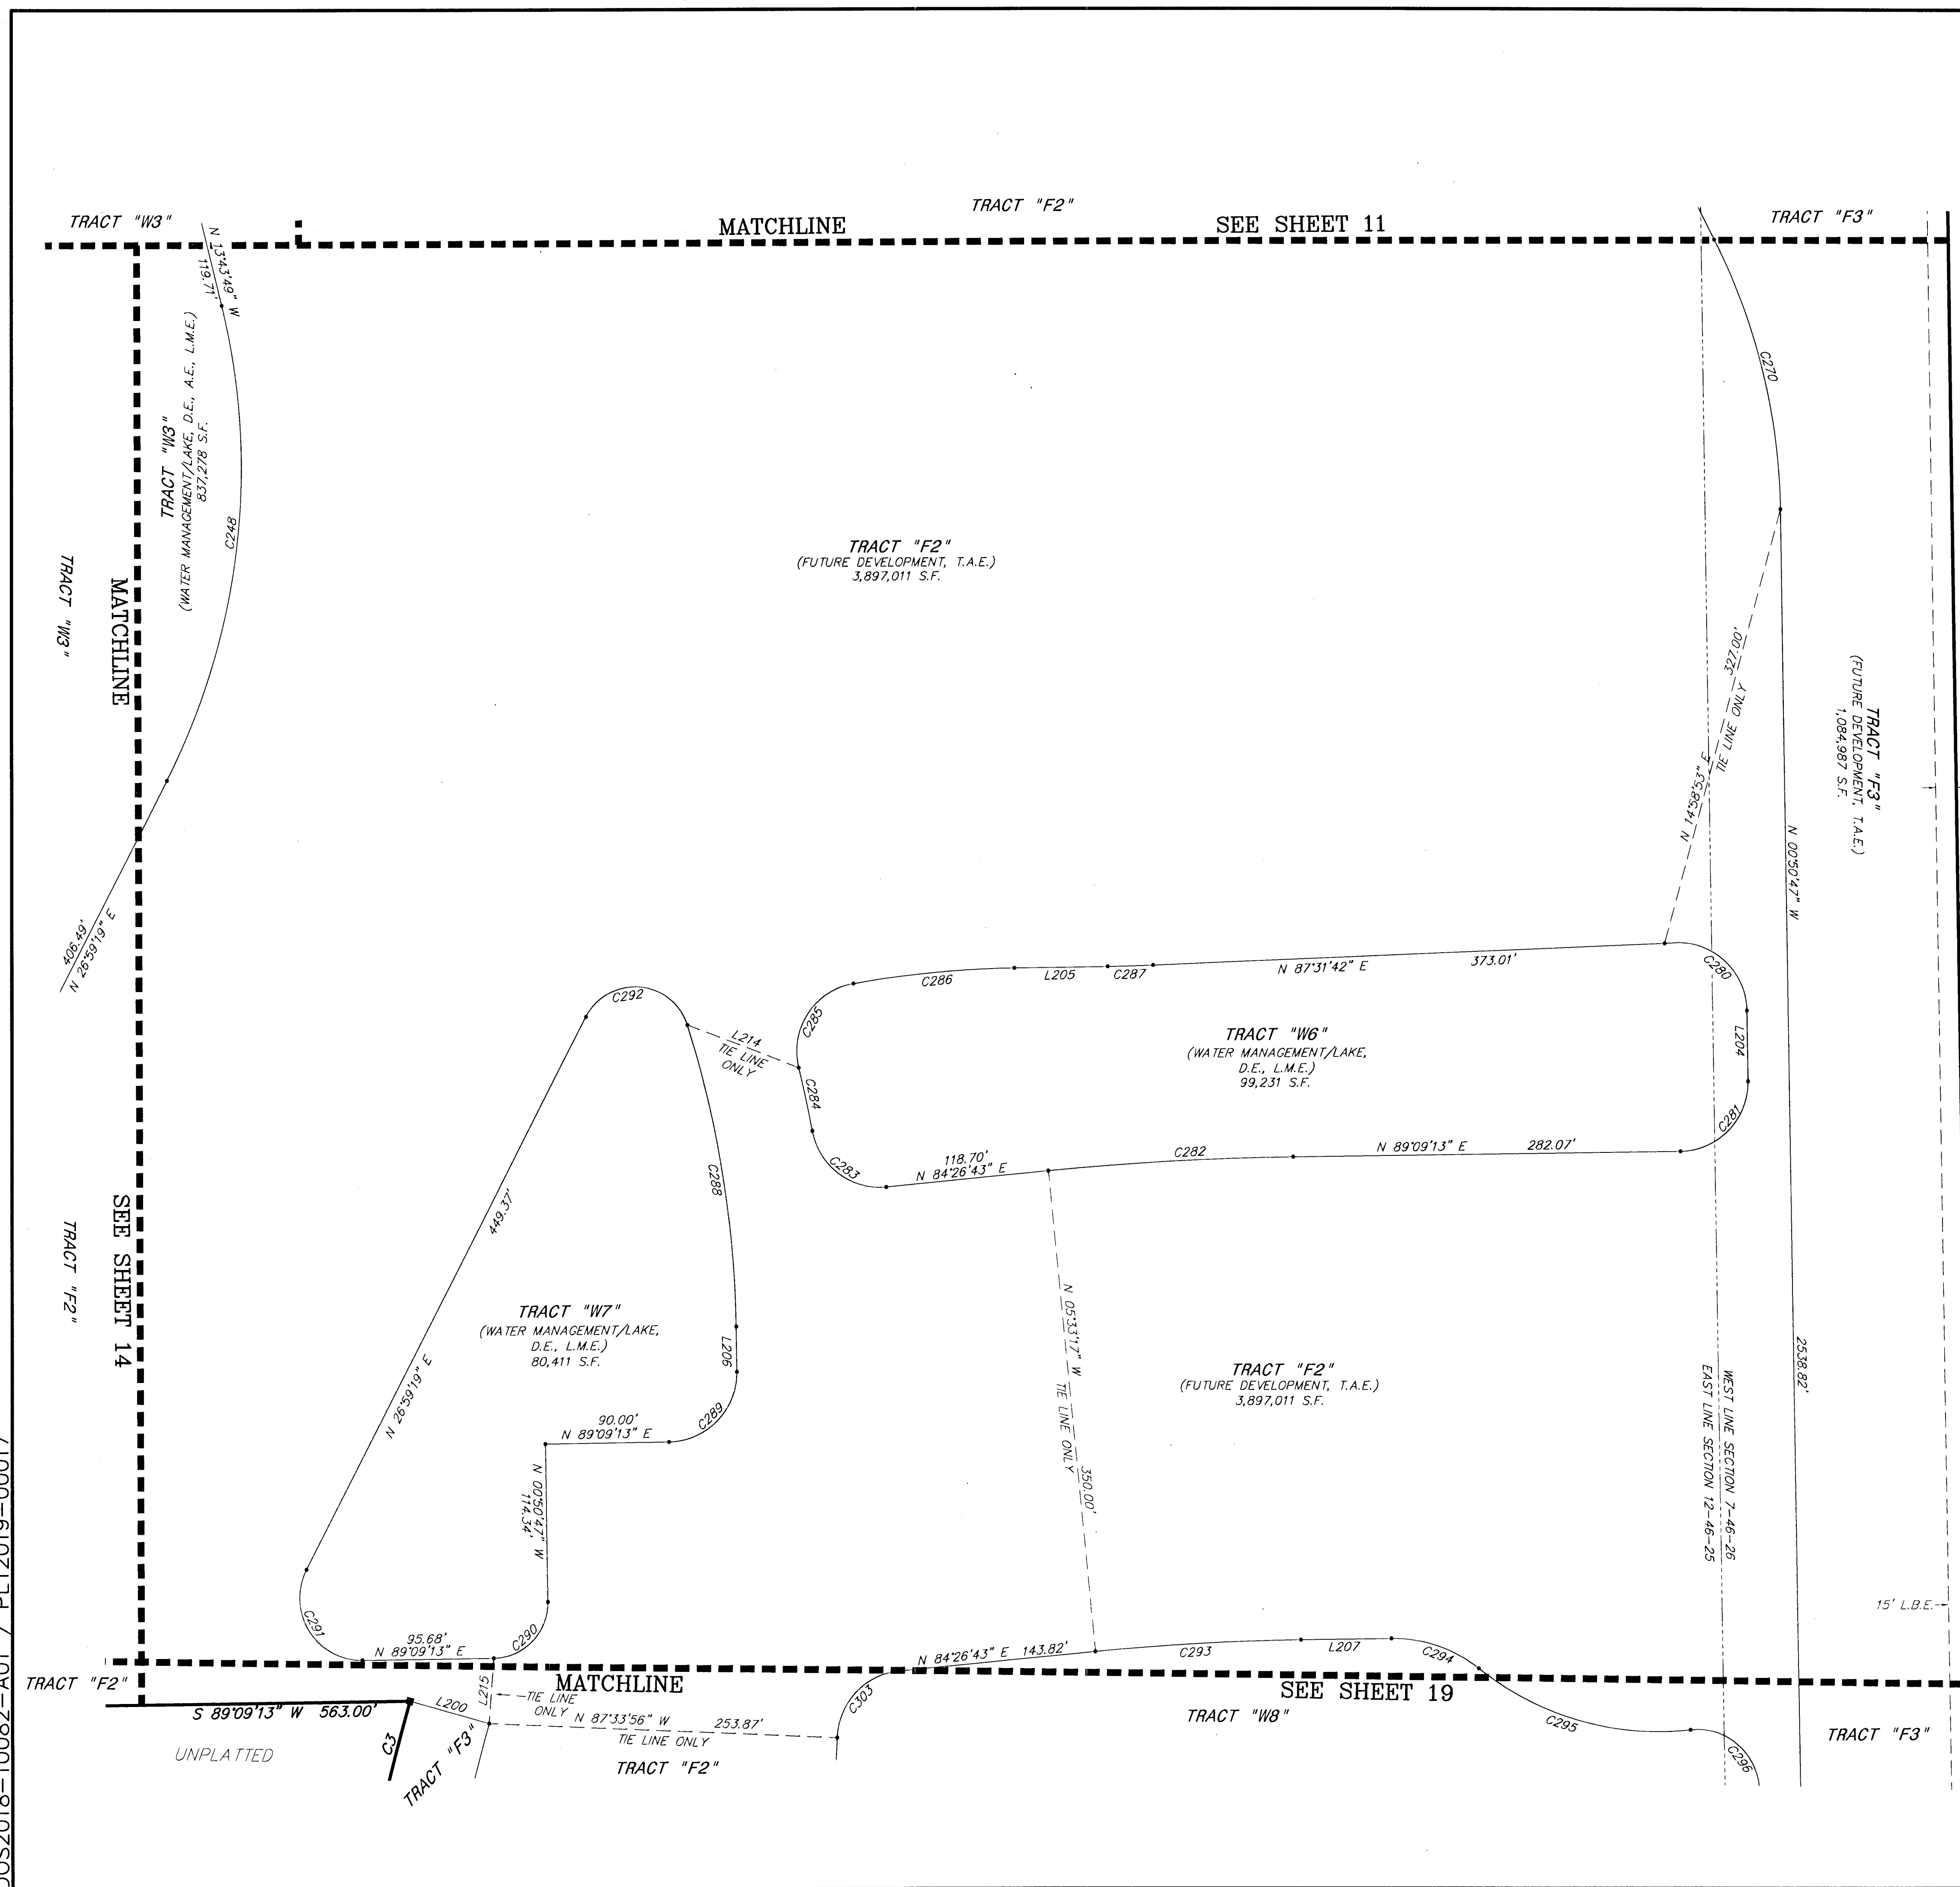 TRACT "W3"
TRACT "F2"
TRACT "F3"
MATCHLINE
SEE SHEET 11
N 13°43'49" W
119.71'
TRACT "W3"
(WATER MANAGEMENT/LAKE, D.E., A.E., L.M.E.)
837,278 S.F.
C248
C270
TRACT "F2"
(FUTURE DEVELOPMENT, T.A.E.)
3,897,011 S.F.
TRACT "W3"
MATCHLINE
327.00'
N 14°58'53" E
TIE LINE ONLY
TRACT "F3"
(FUTURE DEVELOPMENT, T.A.E.)
1,084,987 S.F.
N 00°50'47" W
2538.82'
406.49'
N 26°59'19" E
C286
L205
C287
N 87°31'42" E
373.01'
C280
C292
C285
L214
TIE LINE
ONLY
TRACT "W6"
(WATER MANAGEMENT/LAKE,
D.E., L.M.E.)
99,231 S.F.
L204
C284
C281
C283
118.70'
N 84°26'43" E
C282
N 89°09'13" E
282.07'
C288
449.37'
N 26°59'19" E
TRACT "F2"
SEE SHEET 14
TRACT "W7"
(WATER MANAGEMENT/LAKE,
D.E., L.M.E.)
80,411 S.F.
L206
N 05°33'17" W
350.00'
TIE LINE ONLY
TRACT "F2"
(FUTURE DEVELOPMENT, T.A.E.)
3,897,011 S.F.
WEST LINE SECTION 7-46-26
EAST LINE SECTION 12-46-25
C289
90.00'
N 89°09'13" E
N 00°50'47" W
114.34'
15' L.B.E.
C291
95.68'
N 89°09'13" E
C290
N 84°26'43" E 143.82'
C293
L207
C294
TRACT "F2"
MATCHLINE
SEE SHEET 19
S 89°09'13" W 563.00'
L200
L215
TIE LINE
ONLY
N 87°33'56" W
253.87'
TIE LINE ONLY
C303
TRACT "W8"
C295
C296
TRACT "F3"
UNPLATTED
C3
TRACT "F3"
TRACT "F2"
DOS2018-10082-A01 / PLT2019-00017